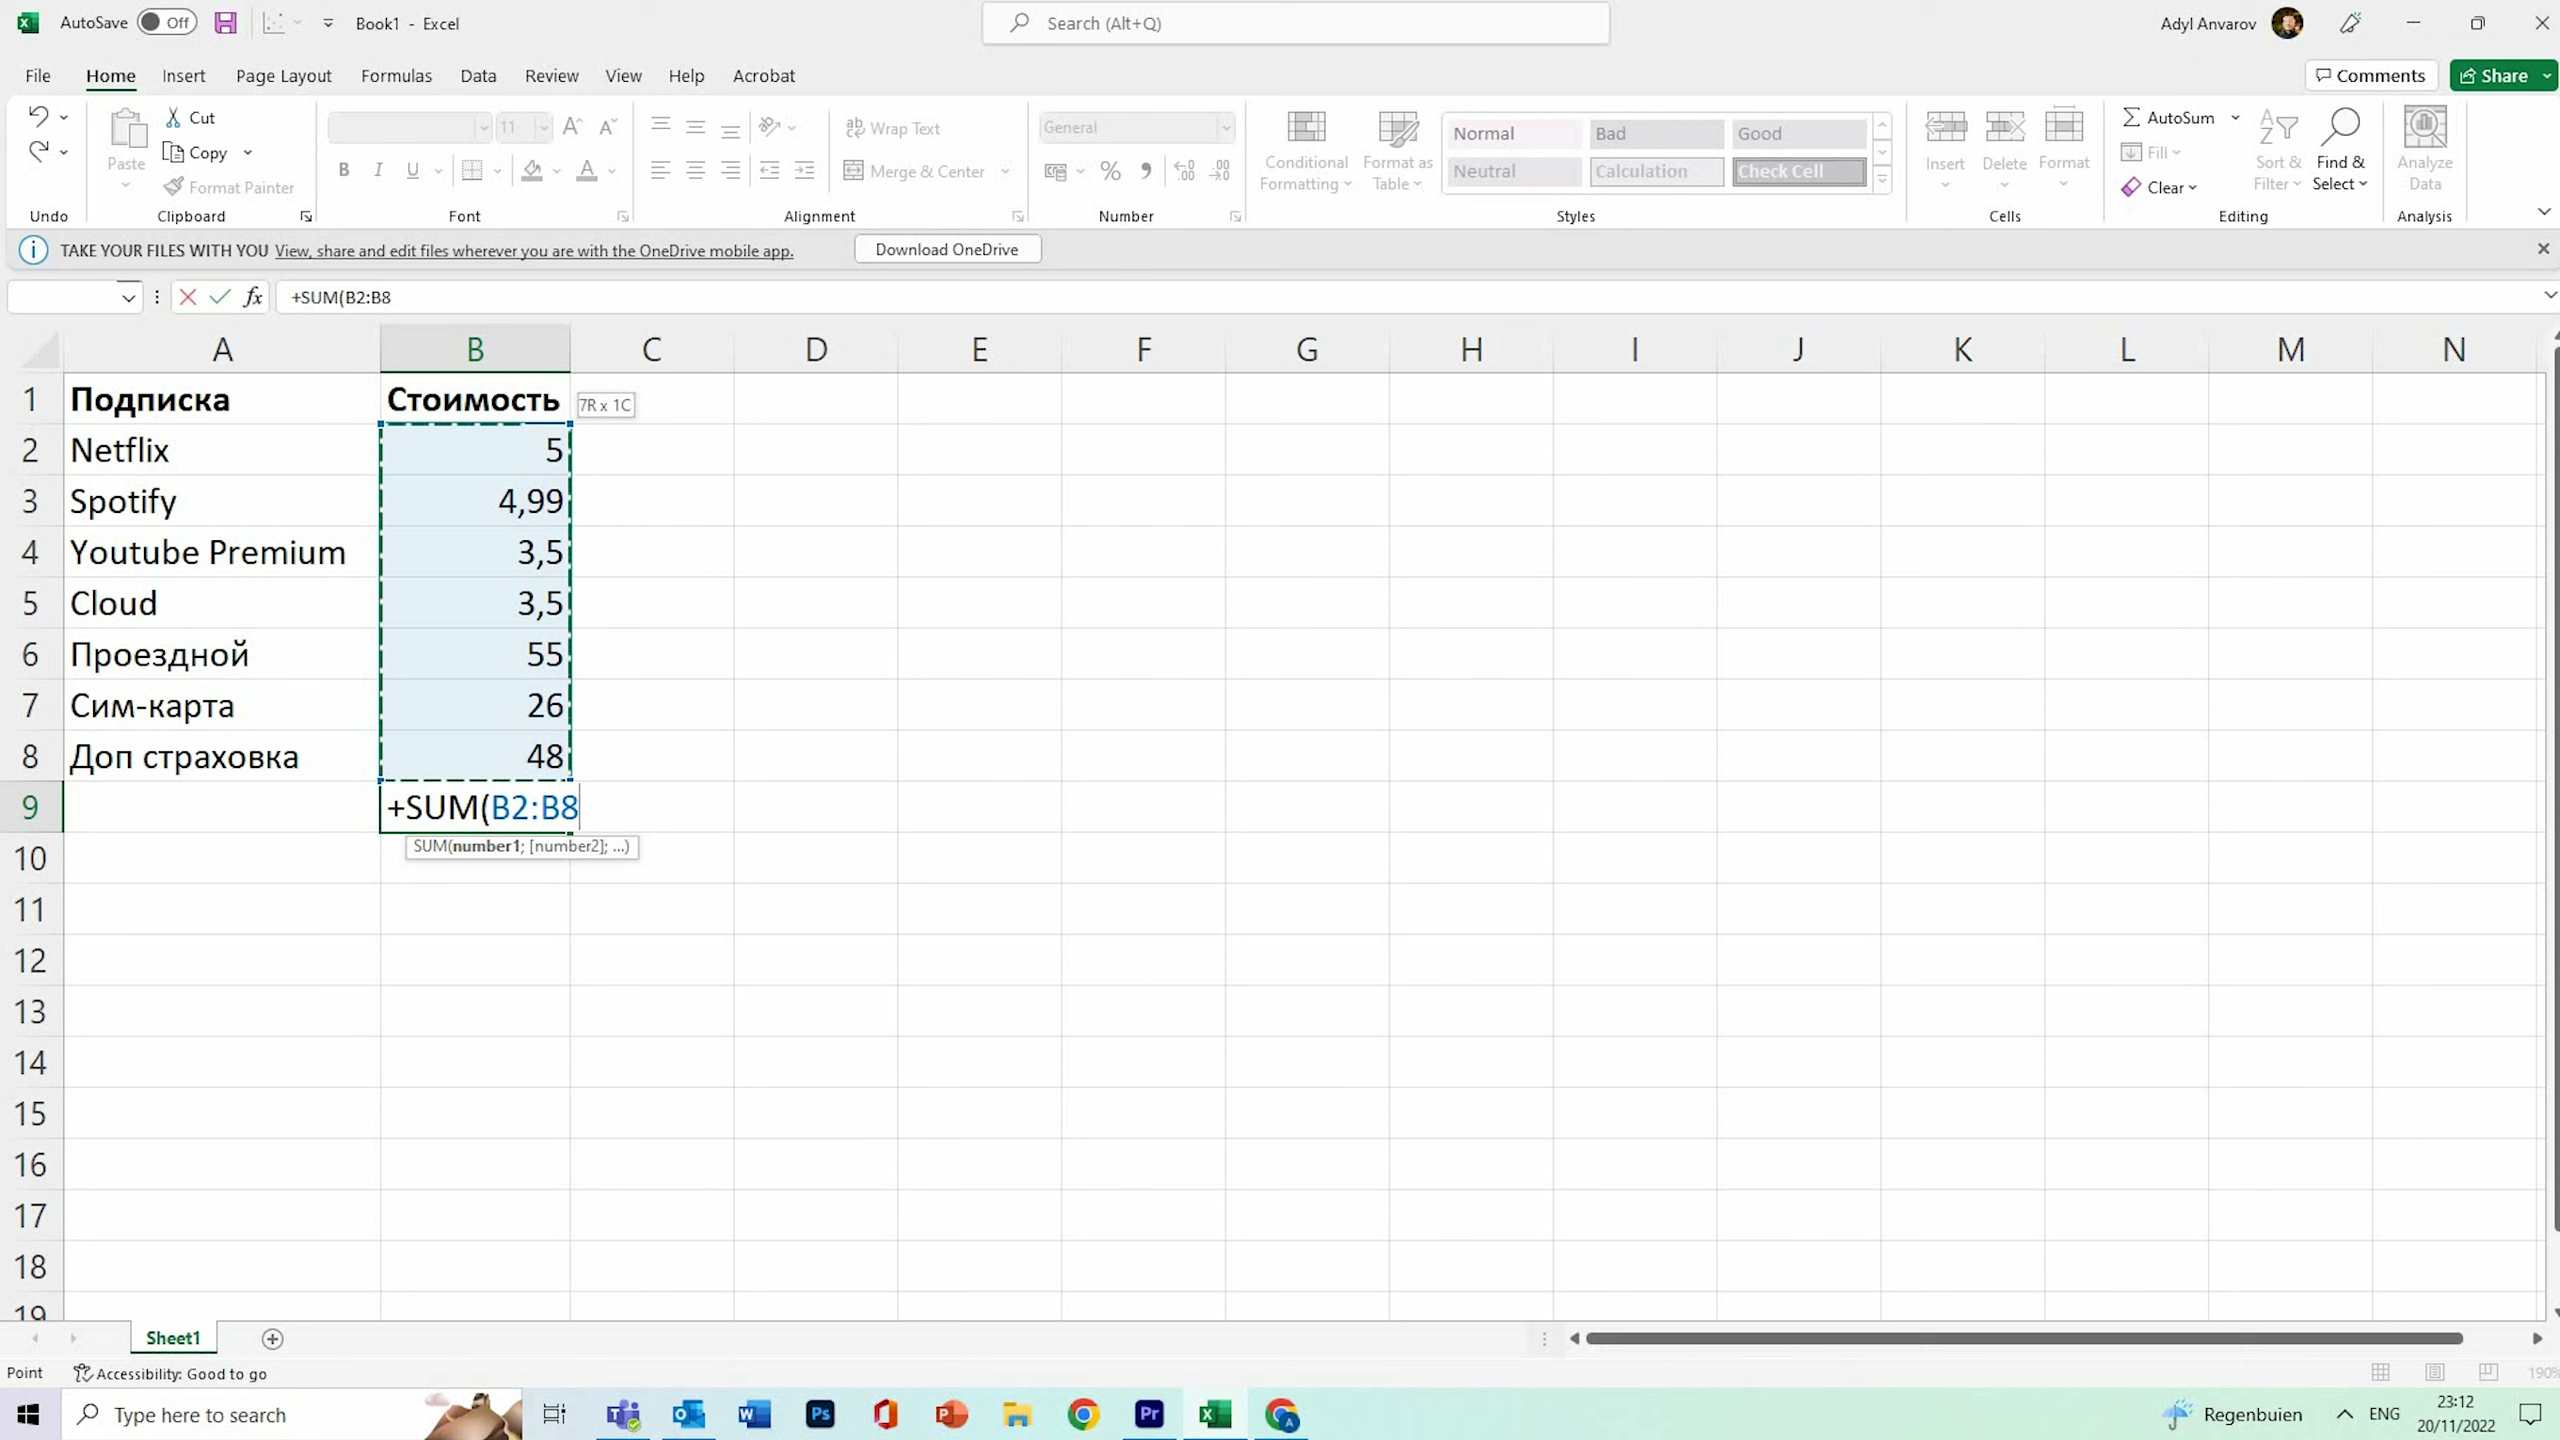 AutoSave Off Book1 - Excel Search (Alt+Q) Adyl Anvarov
File Home Insert Page Layout Formulas Data Review View Help Acrobat Comments Share
Cut
Copy
Format Painter
Paste
11
B I U
Wrap Text
Merge & Center
General
Conditional Formatting
Format as Table
Normal Bad Good
Neutral Calculation Check Cell
Insert Delete Format
AutoSum
Fill
Clear
Sort & Filter
Find & Select
Analyze Data
Undo Clipboard Font Alignment Number Styles Cells Editing Analysis
TAKE YOUR FILES WITH YOU View, share and edit files wherever you are with the OneDrive mobile app. Download OneDrive
fx +SUM(B2:B8
A B C D E F G H I J K L M N
1 Подписка Стоимость 7R x 1C
2 Netflix 5
3 Spotify 4,99
4 Youtube Premium 3,5
5 Cloud 3,5
6 Проездной 55
7 Сим-карта 26
8 Доп страховка 48
9 +SUM(B2:B8
SUM(number1; [number2]; ...)
10
11
12
13
14
15
16
17
18
19
Sheet1
Point Accessibility: Good to go 190%
Type here to search Regenbuien ENG 23:12
20/11/2022